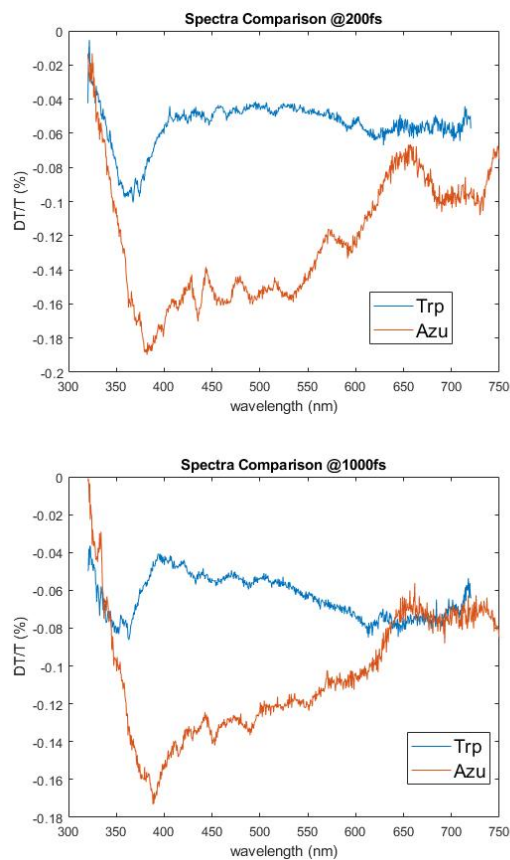 Spectra Comparison @200fs
0
-0.02
-0.04
-0.06
-0.08
-0.1
-0.12
-0.14
-0.16
-0.18
-0.2
DT/T (%)
300 350 400 450 500 550 600 650 700 750
wavelength (nm)
Trp
Azu
Spectra Comparison @1000fs
0
-0.02
-0.04
-0.06
-0.08
-0.1
-0.12
-0.14
-0.16
-0.18
DT/T (%)
300 350 400 450 500 550 600 650 700 750
wavelength (nm)
Trp
Azu